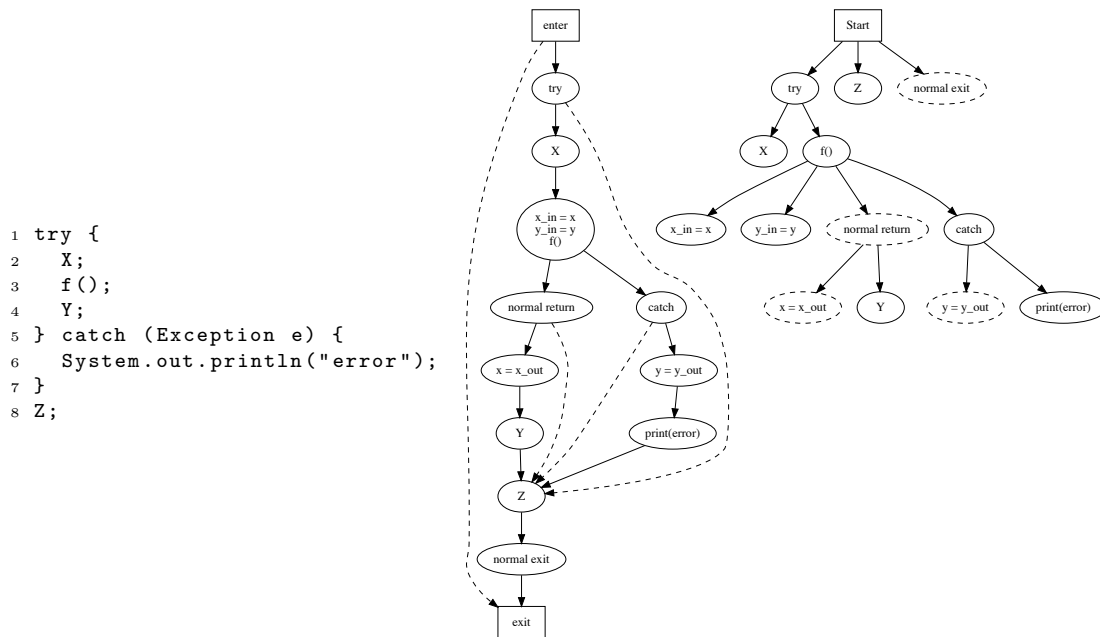 1 try {
2   X;
3   f();
4   Y;
5 } catch (Exception e) {
6   System.out.println("error");
7 }
8 Z;
enter
try
X
x_in = x
y_in = y
f()
normal return
catch
x = x_out
y = y_out
Y
print(error)
Z
normal exit
exit
Start
try
Z
normal exit
X
f()
x_in = x
y_in = y
normal return
catch
x = x_out
Y
y = y_out
print(error)